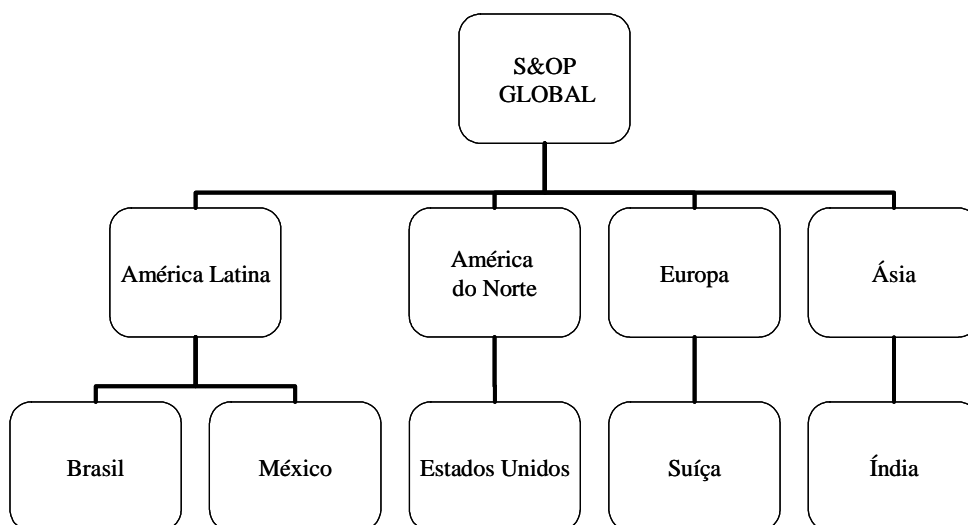 S&OP
GLOBAL
América Latina
América
do Norte
Europa
Ásia
Brasil
México
Estados Unidos
Suíça
Índia